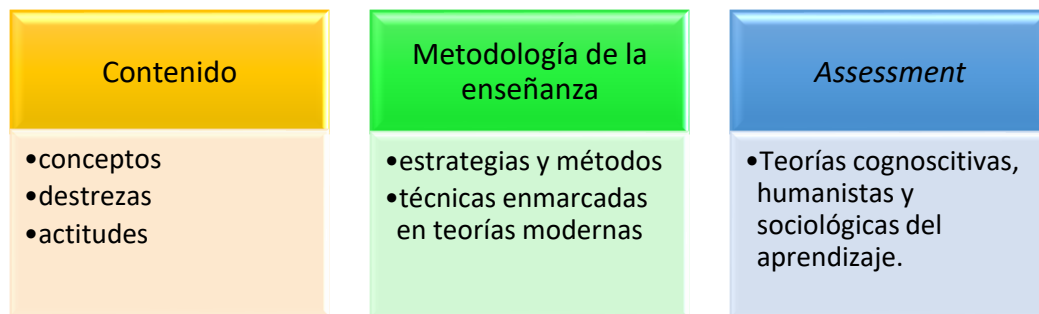 Contenido
•conceptos
•destrezas
•actitudes
Metodología de la
enseñanza
•estrategias y métodos
•técnicas enmarcadas
en teorías modernas
Assessment
•Teorías cognoscitivas,
humanistas y
sociológicas del
aprendizaje.